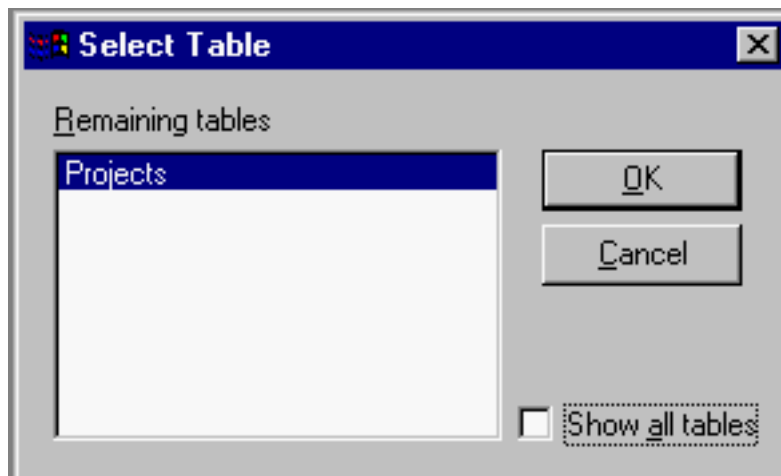 Select Table
Remaining tables
Projects
OK
Cancel
Show all tables